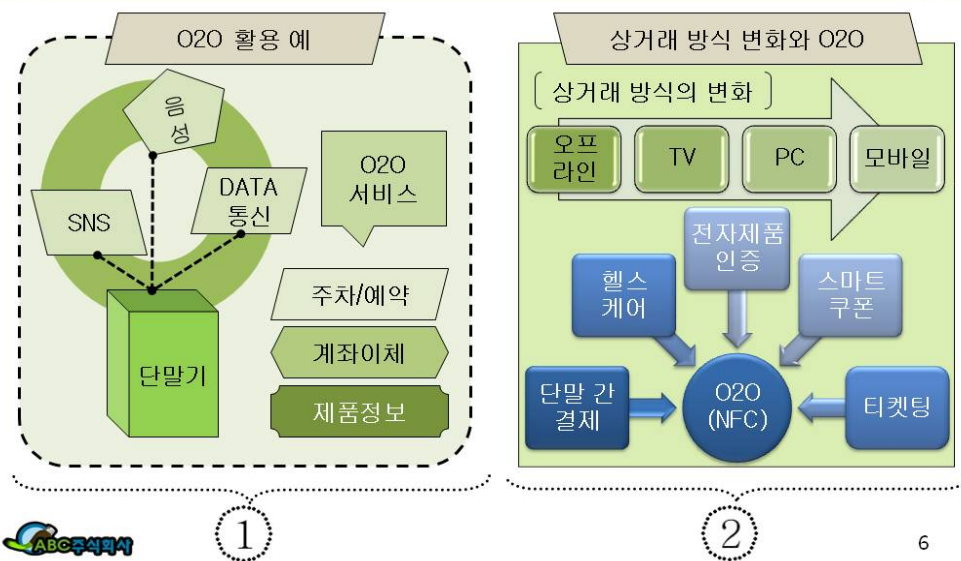 O2O 활용 예
음
성
SNS
DATA
통신
단말기
O2O
서비스
주차/예약
계좌이체
제품정보
1
상거래 방식 변화와 O2O
상거래 방식의 변화
오프
라인
TV
PC
모바일
전자제품
인증
헬스
케어
스마트
쿠폰
단말 간
결제
O2O
(NFC)
티켓팅
2
ABC주식회사
6